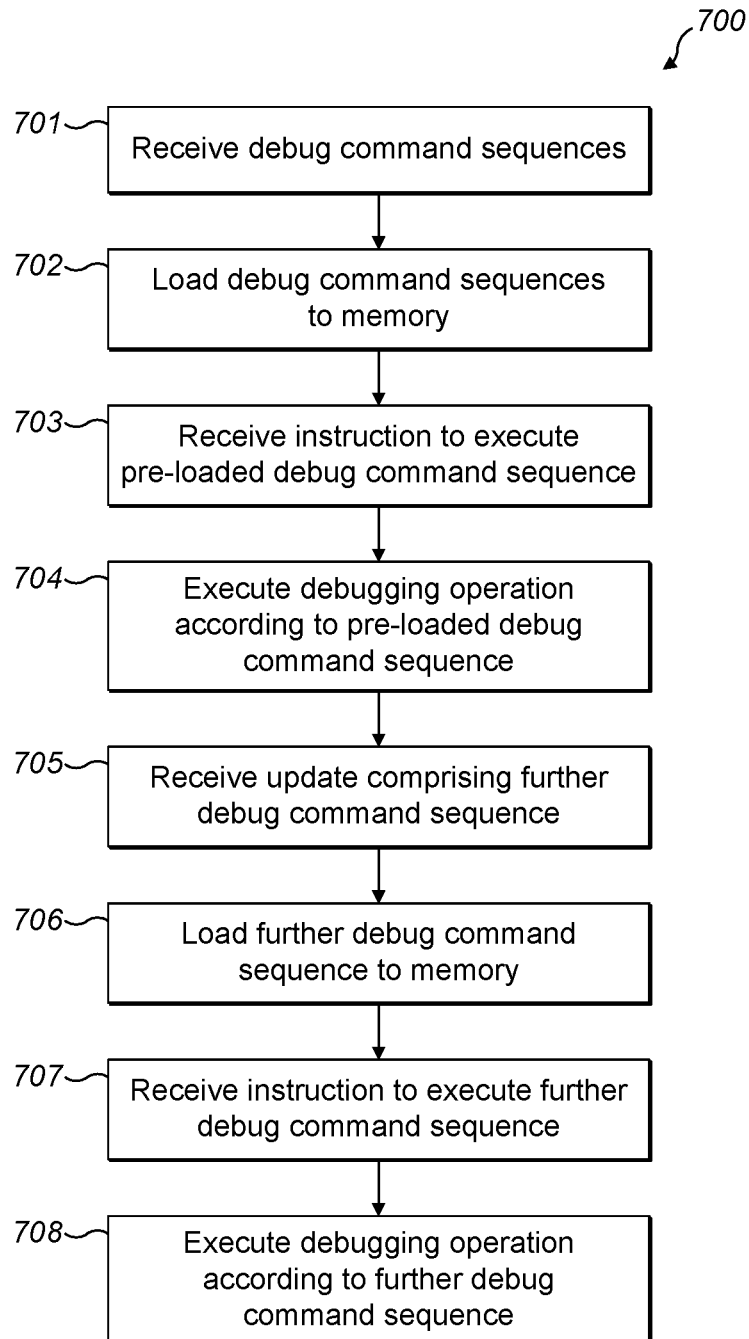 700
701
Receive debug command sequences
702
Load debug command sequences
to memory
703
Receive instruction to execute
pre-loaded debug command sequence
704
Execute debugging operation
according to pre-loaded debug
command sequence
705
Receive update comprising further
debug command sequence
706
Load further debug command
sequence to memory
707
Receive instruction to execute further
debug command sequence
708
Execute debugging operation
according to further debug
command sequence